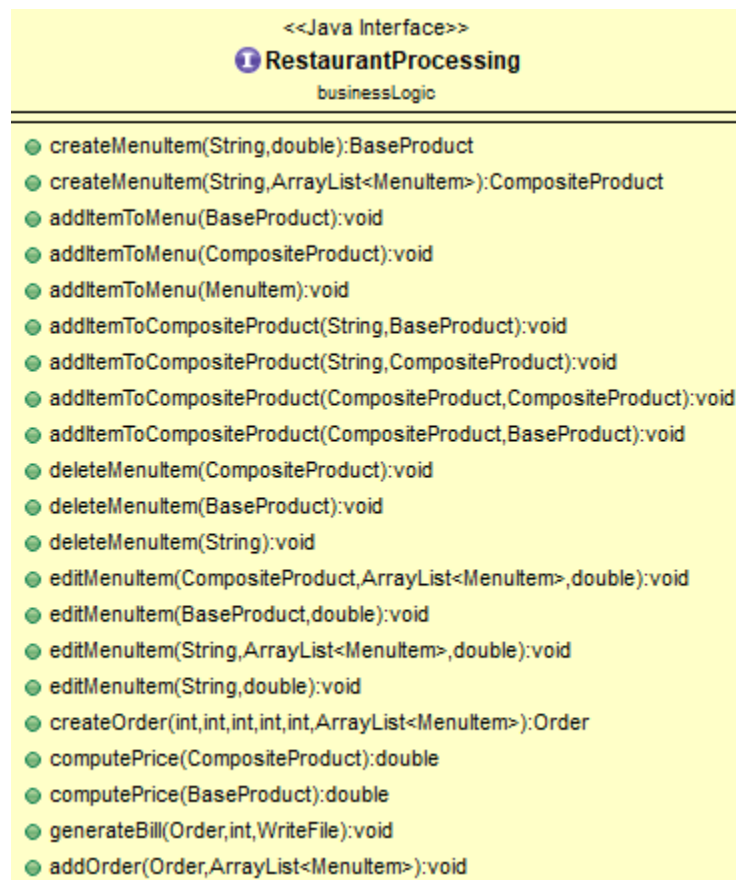 <<Java Interface>>
I RestaurantProcessing
businessLogic
createMenuItem(String,double):BaseProduct
createMenuItem(String,ArrayList<MenuItem>):CompositeProduct
addItemToMenu(BaseProduct):void
addItemToMenu(CompositeProduct):void
addItemToMenu(MenuItem):void
addItemToCompositeProduct(String,BaseProduct):void
addItemToCompositeProduct(String,CompositeProduct):void
addItemToCompositeProduct(CompositeProduct,CompositeProduct):void
addItemToCompositeProduct(CompositeProduct,BaseProduct):void
deleteMenuItem(CompositeProduct):void
deleteMenuItem(BaseProduct):void
deleteMenuItem(String):void
editMenuItem(CompositeProduct,ArrayList<MenuItem>,double):void
editMenuItem(BaseProduct,double):void
editMenuItem(String,ArrayList<MenuItem>,double):void
editMenuItem(String,double):void
createOrder(int,int,int,int,int,ArrayList<MenuItem>):Order
computePrice(CompositeProduct):double
computePrice(BaseProduct):double
generateBill(Order,int,WriteFile):void
addOrder(Order,ArrayList<MenuItem>):void